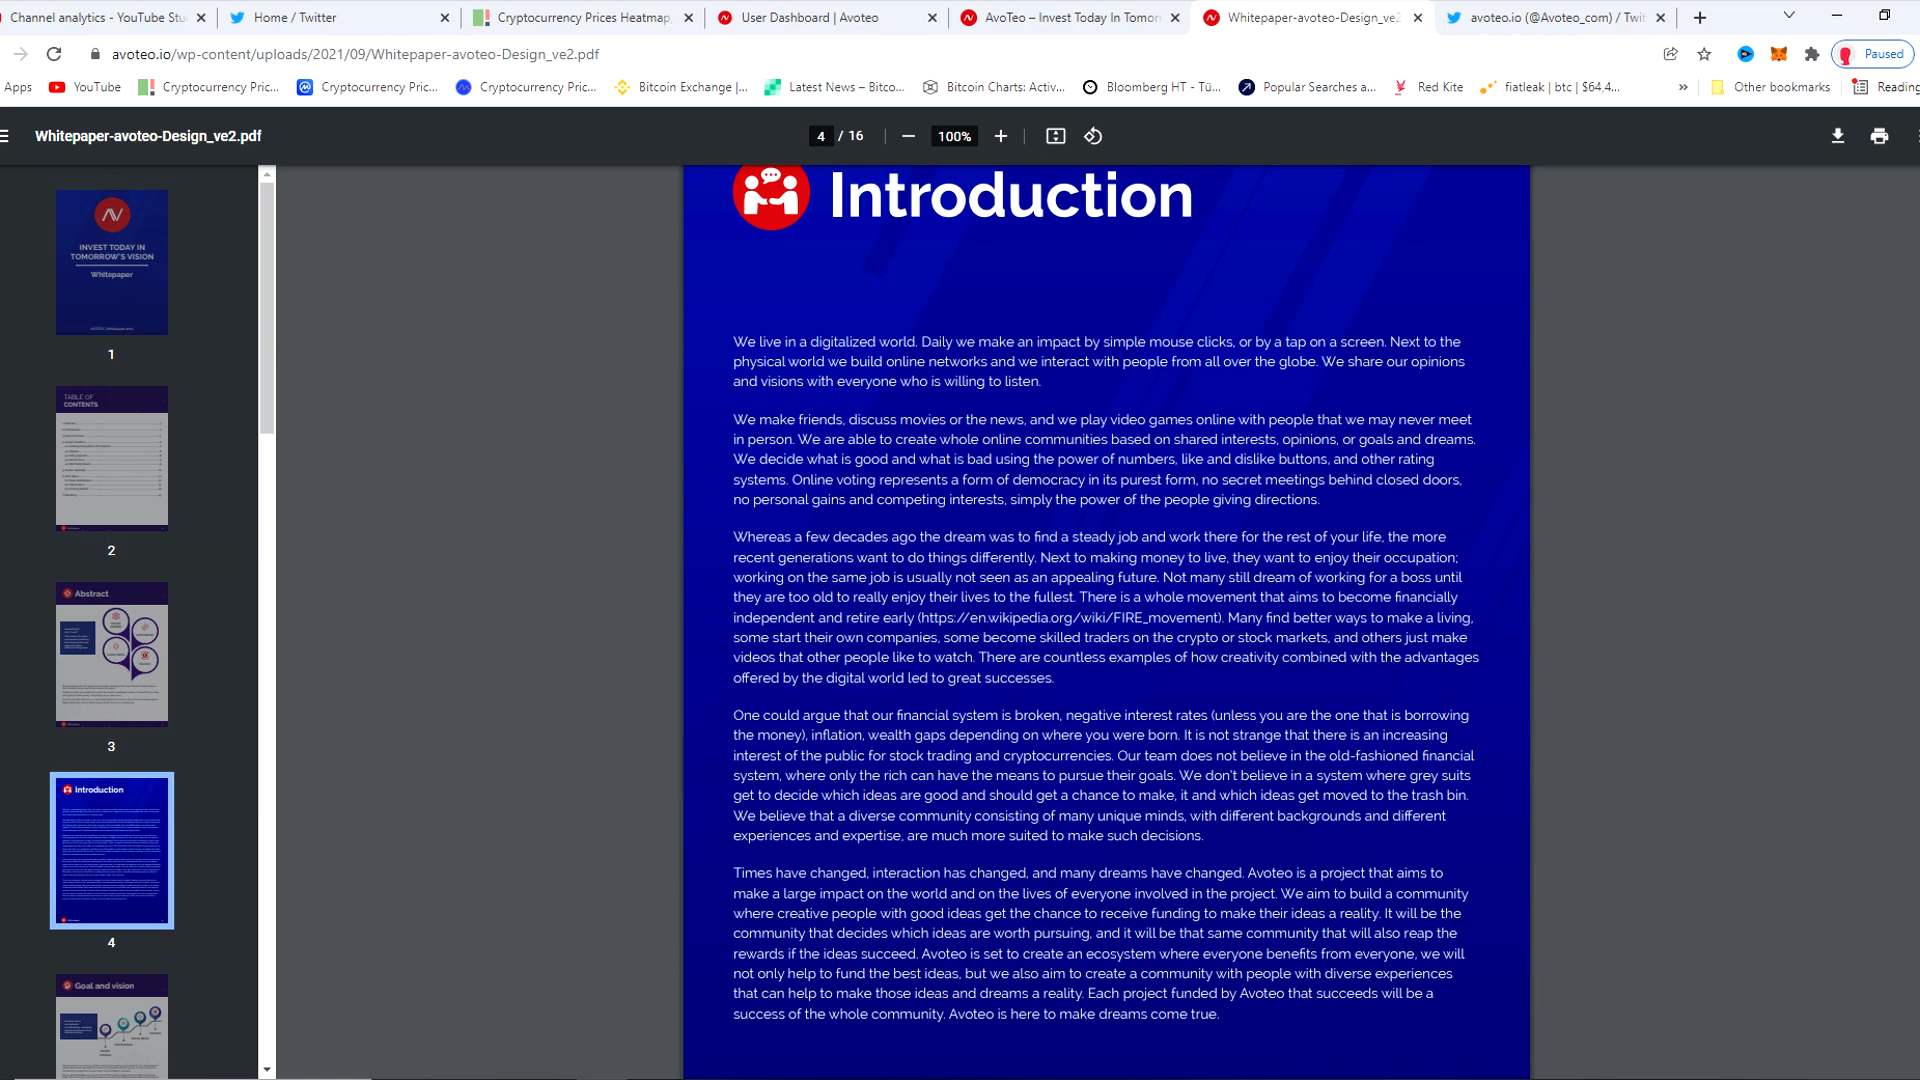 Channel analytics - YouTube Stu
Home / Twitter
Cryptocurrency Prices Heatmap,
User Dashboard | Avoteo
AvoTeo – Invest Today In Tomor
Whitepaper-avoteo-Design_ve2
avoteo.io (@Avoteo_com) / Twit
avoteo.io/wp-content/uploads/2021/09/Whitepaper-avoteo-Design_ve2.pdf
Paused
Apps
YouTube
Cryptocurrency Pric...
Cryptocurrency Pric...
Cryptocurrency Pric...
Bitcoin Exchange |...
Latest News – Bitco...
Bitcoin Charts: Activ...
Bloomberg HT - Tü...
Popular Searches a...
Red Kite
fiatleak | btc | $64,4...
Other bookmarks
Reading
Whitepaper-avoteo-Design_ve2.pdf
4 / 16
100%
INVEST TODAY IN
TOMORROW'S VISION
Whitepaper
1
TABLE OF
CONTENTS
2
Abstract
3
Introduction
4
Goal and vision
Introduction
We live in a digitalized world. Daily we make an impact by simple mouse clicks, or by a tap on a screen. Next to the
physical world we build online networks and we interact with people from all over the globe. We share our opinions
and visions with everyone who is willing to listen.
We make friends, discuss movies or the news, and we play video games online with people that we may never meet
in person. We are able to create whole online communities based on shared interests, opinions, or goals and dreams.
We decide what is good and what is bad using the power of numbers, like and dislike buttons, and other rating
systems. Online voting represents a form of democracy in its purest form, no secret meetings behind closed doors,
no personal gains and competing interests, simply the power of the people giving directions.
Whereas a few decades ago the dream was to find a steady job and work there for the rest of your life, the more
recent generations want to do things differently. Next to making money to live, they want to enjoy their occupation;
working on the same job is usually not seen as an appealing future. Not many still dream of working for a boss until
they are too old to really enjoy their lives to the fullest. There is a whole movement that aims to become financially
independent and retire early (https://en.wikipedia.org/wiki/FIRE_movement). Many find better ways to make a living,
some start their own companies, some become skilled traders on the crypto or stock markets, and others just make
videos that other people like to watch. There are countless examples of how creativity combined with the advantages
offered by the digital world led to great successes.
One could argue that our financial system is broken, negative interest rates (unless you are the one that is borrowing
the money), inflation, wealth gaps depending on where you were born. It is not strange that there is an increasing
interest of the public for stock trading and cryptocurrencies. Our team does not believe in the old-fashioned financial
system, where only the rich can have the means to pursue their goals. We don't believe in a system where grey suits
get to decide which ideas are good and should get a chance to make, it and which ideas get moved to the trash bin.
We believe that a diverse community consisting of many unique minds, with different backgrounds and different
experiences and expertise, are much more suited to make such decisions.
Times have changed, interaction has changed, and many dreams have changed. Avoteo is a project that aims to
make a large impact on the world and on the lives of everyone involved in the project. We aim to build a community
where creative people with good ideas get the chance to receive funding to make their ideas a reality. It will be the
community that decides which ideas are worth pursuing, and it will be that same community that will also reap the
rewards if the ideas succeed. Avoteo is set to create an ecosystem where everyone benefits from everyone, we will
not only help to fund the best ideas, but we also aim to create a community with people with diverse experiences
that can help to make those ideas and dreams a reality. Each project funded by Avoteo that succeeds will be a
success of the whole community. Avoteo is here to make dreams come true.